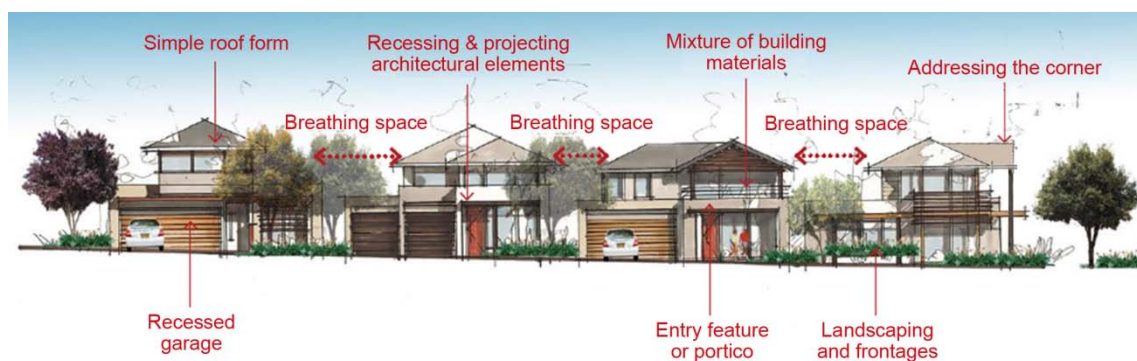 Simple roof form
Recessing & projecting
architectural elements
Mixture of building
materials
Addressing the corner
Breathing space
Breathing space
Breathing space
Recessed
garage
Entry feature
or portico
Landscaping
and frontages